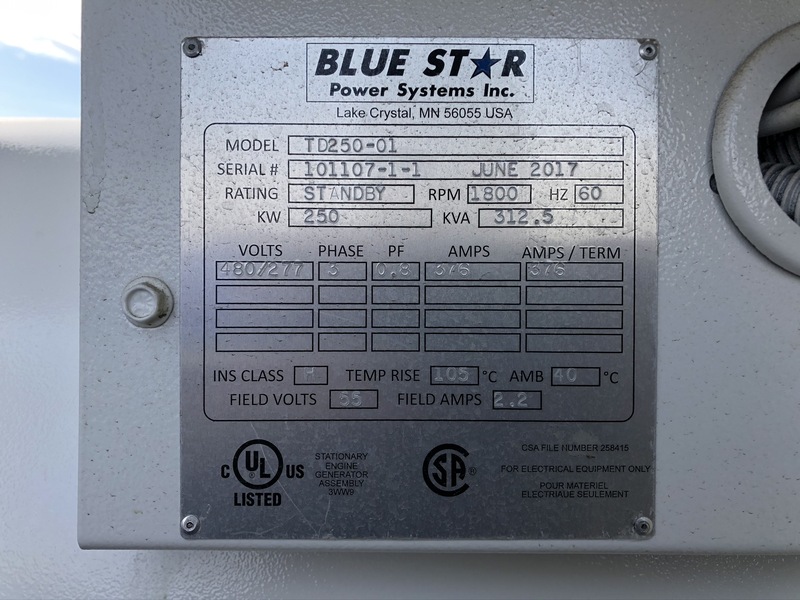 BLUE ST★R
Power Systems Inc.
Lake Crystal, MN 56055 USA
MODEL TD250-01
SERIAL # 101107-1-1 JUNE 2017
RATING STANDBY RPM 1800 HZ 60
KW 250 KVA 312.5
VOLTS PHASE PF AMPS AMPS / TERM
480/277 3 0.8 376 376
INS CLASS H TEMP RISE 105 °C AMB 40 °C
FIELD VOLTS 55 FIELD AMPS 2.2
C UL US
LISTED
®
STATIONARY
ENGINE
GENERATOR
ASSEMBLY
3WW9
SA ®
CSA FILE NUMBER 258415
FOR ELECTRICAL EQUIPMENT ONLY
POUR MATERIEL
ELECTRIAUE SEULEMENT